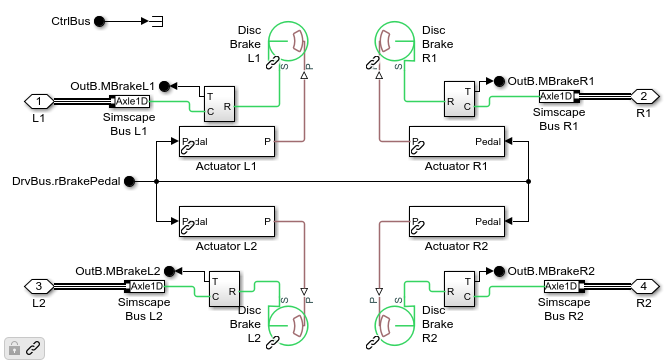 CtrlBus
Disc
Brake
L1
S
P
Disc
Brake
R1
P
S
OutB.MBrakeL1
T
C
R
1
L1
Axle1D
Simscape
Bus L1
OutB.MBrakeR1
T
R
C
Axle1D
Simscape
Bus R1
2
R1
P
Actuator L1
P
Pedal
Actuator R1
DrvBus.rBrakePedal
P
Actuator L2
P
Pedal
Actuator R2
OutB.MBrakeL2
T
C
R
3
L2
Axle1D
Simscape
Bus L2
S
P
Disc
Brake
L2
P
S
Disc
Brake
R2
OutB.MBrakeR2
T
R
C
Axle1D
Simscape
Bus R2
4
R2